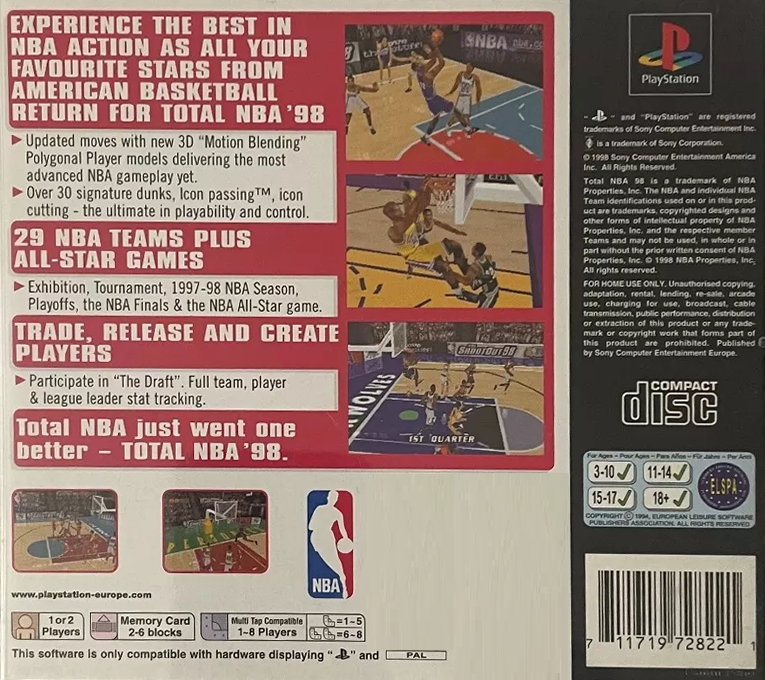 EXPERIENCE THE BEST IN
NBA ACTION AS ALL YOUR
FAVOURITE STARS FROM
AMERICAN BASKETBALL
RETURN FOR TOTAL NBA '98
Updated moves with new 3D "Motion Blending"
Polygonal Player models delivering the most
advanced NBA gameplay yet.
Over 30 signature dunks, Icon passing™, icon
cutting - the ultimate in playability and control.
29 NBA TEAMS PLUS
ALL-STAR GAMES
Exhibition, Tournament, 1997-98 NBA Season,
Playoffs, the NBA Finals & the NBA All-Star game.
TRADE, RELEASE AND CREATE
PLAYERS
Participate in "The Draft". Full team, player
& league leader stat tracking.
Total NBA just went one
better – TOTAL NBA '98.
NBA
SHOOTOUT 98
WOLVES
1ST QUARTER
NBA
www.playstation-europe.com
1 or 2
Players
Memory Card
2-6 blocks
Multi Tap Compatible
1-8 Players
=1-5
=6-8
This software is only compatible with hardware displaying " " and PAL
PlayStation
" " and "PlayStation" are registered
trademarks of Sony Computer Entertainment Inc.
is a trademark of Sony Corporation.
© 1998 Sony Computer Entertainment America
Inc. All Rights Reserved.
Total NBA 98 is a trademark of NBA
Properties, Inc. The NBA and individual NBA
Team identifications used on or in this prod-
uct are trademarks, copyrighted designs and
other forms of intellectual property of NBA
Properties, Inc. and the respective member
Teams and may not be used, in whole or in
part without the prior written consent of NBA
Properties, Inc. © 1998 NBA Properties, Inc,
All rights reserved.
FOR HOME USE ONLY. Unauthorised copying,
adaptation, rental, lending, re-sale, arcade
use, charging for use, broadcast, cable
transmission, public performance, distribution
or extraction of this product or any trade-
mark or copyright work that forms part of
this product are prohibited. Published
by Sony Computer Entertainment Europe.
COMPACT
disc
For Ages - Pour Ages - Para Años - Für Jahre - Per Anni
3-10
11-14
15-17
18+
ELSPA
COPYRIGHT © 1994, EUROPEAN LEISURE SOFTWARE
PUBLISHERS ASSOCIATION. ALL RIGHTS RESERVED
7 11719 72822 1